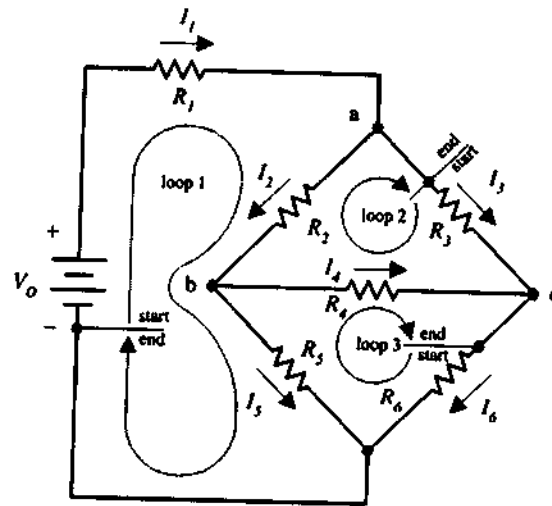 I1
R1
a
end
start
I2
loop 1
I3
loop 2
R2
R3
+
I4
V0
b
c
R4
−
start
end
R5
end
loop 3
start
I5
R6
I6